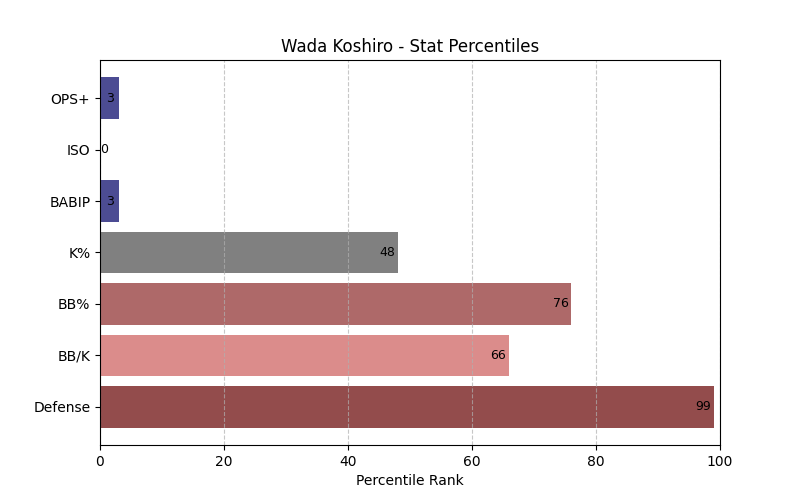 Wada Koshiro - Stat Percentiles
OPS+ 3
ISO 0
BABIP 3
K% 48
BB% 76
BB/K 66
Defense 99
0 20 40 60 80 100
Percentile Rank